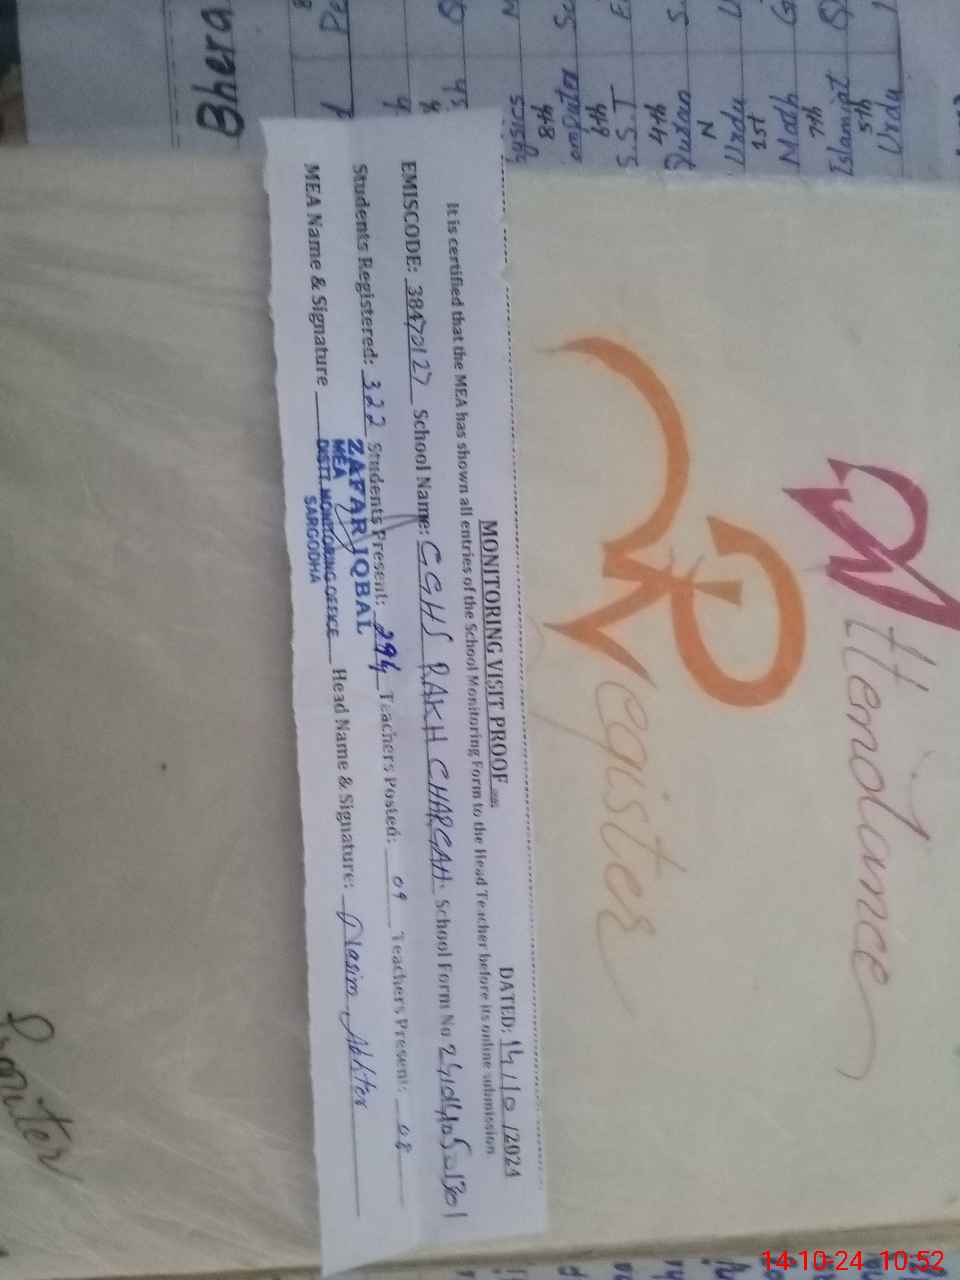 Bhera
8th
6th
S.S.T
4th
N
Urdu
1st
Math
7th
Islamiyat
5th
Urdu
Attendance
Register
MONITORING VISIT PROOF
DATED: 14/10/2024
It is certified that the MEA has shown all entries of the School Monitoring Form to the Head Teacher before its online submission.
EMISCODE: 38470127 School Name: GGHS RAKH CHARGAH. School Form No
Students Registered: 322 Students Present: 294 Teachers Posted: 09 Teachers Present: 08
MEA Name & Signature Head Name & Signature: Nasim Akhter
ZAFAR IQBAL
MEA
DISTT. MONITORING OFFICE
SARGODHA
14-10-24 10:52